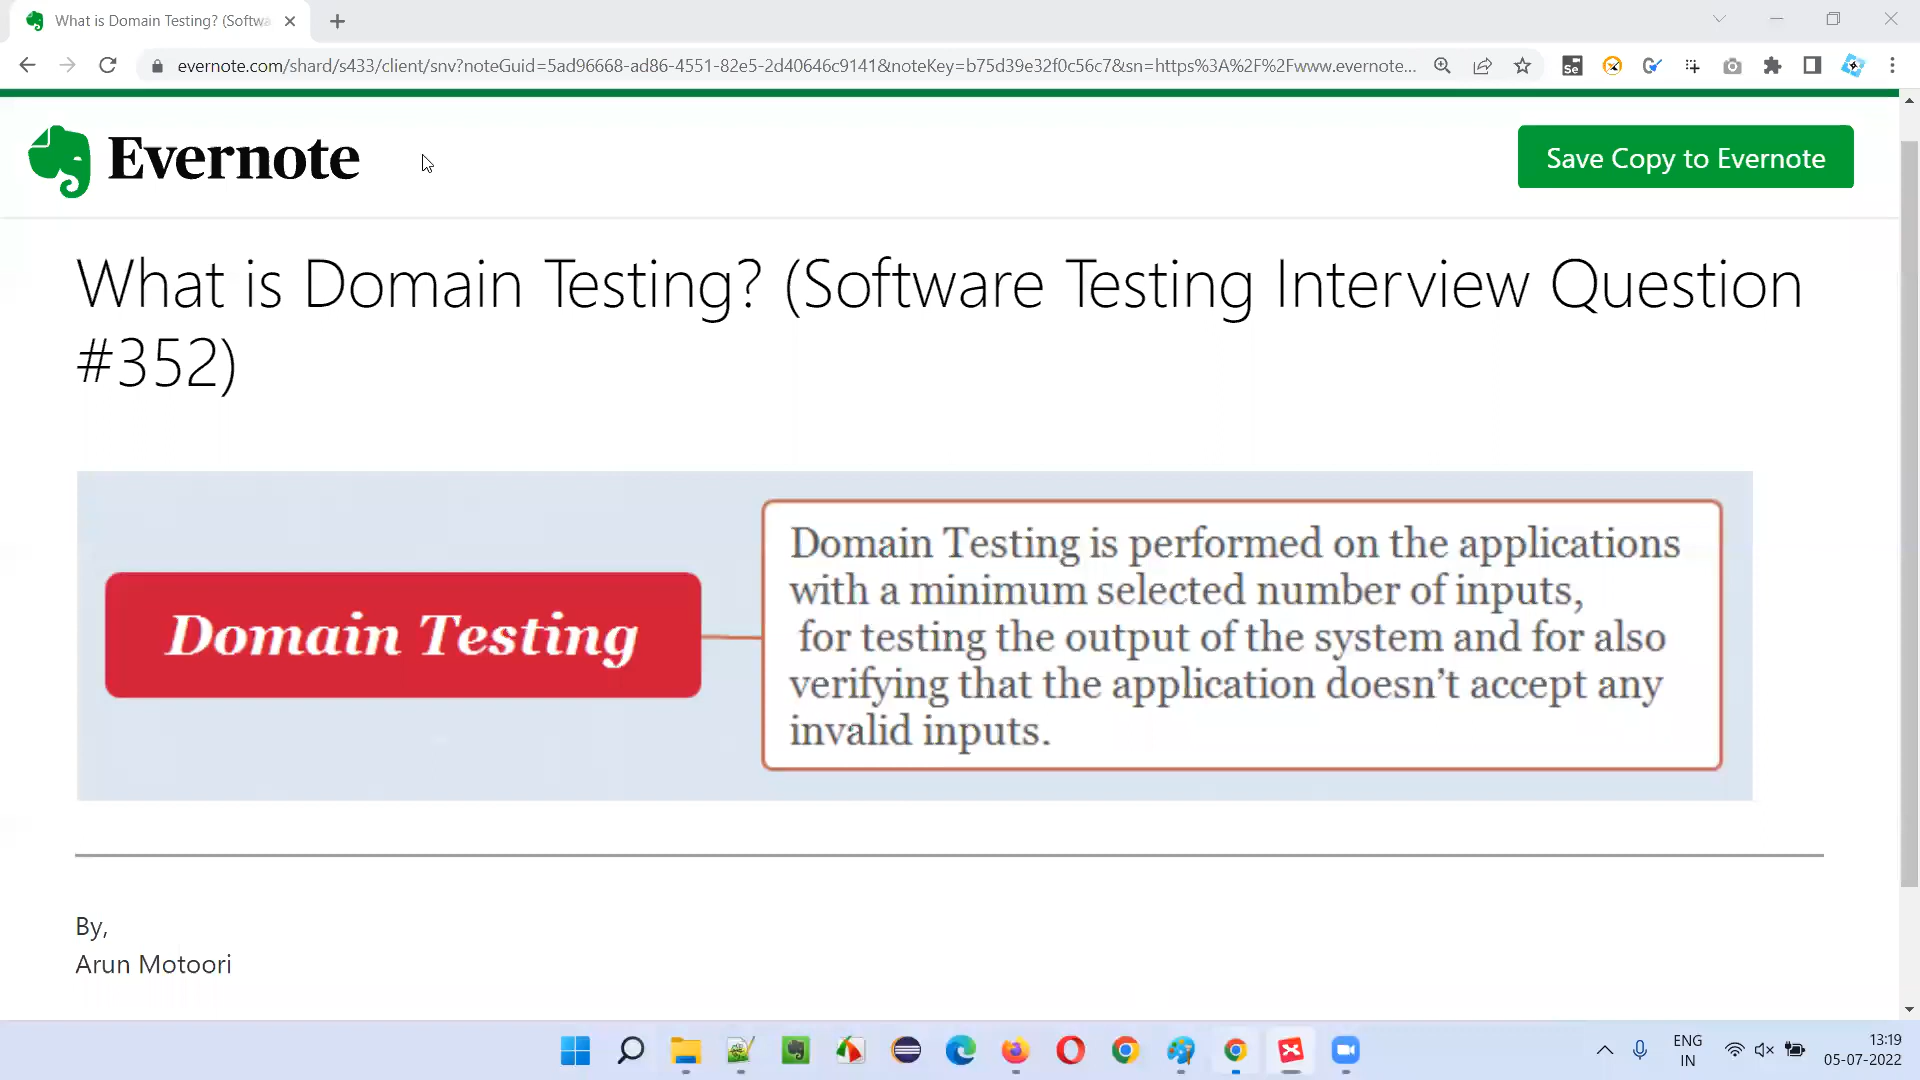 What is Domain Testing? (Softwa
evernote.com/shard/s433/client/snv?noteGuid=5ad96668-ad86-4551-82e5-2d40646c9141&noteKey=b75d39e32f0c56c7&sn=https%3A%2F%2Fwww.evernote...
Se
Evernote
Save Copy to Evernote
What is Domain Testing? (Software Testing Interview Question
#352)
Domain Testing
Domain Testing is performed on the applications
with a minimum selected number of inputs,
for testing the output of the system and for also
verifying that the application doesn't accept any
invalid inputs.
By,
Arun Motoori
ENG
IN
13:19
05-07-2022